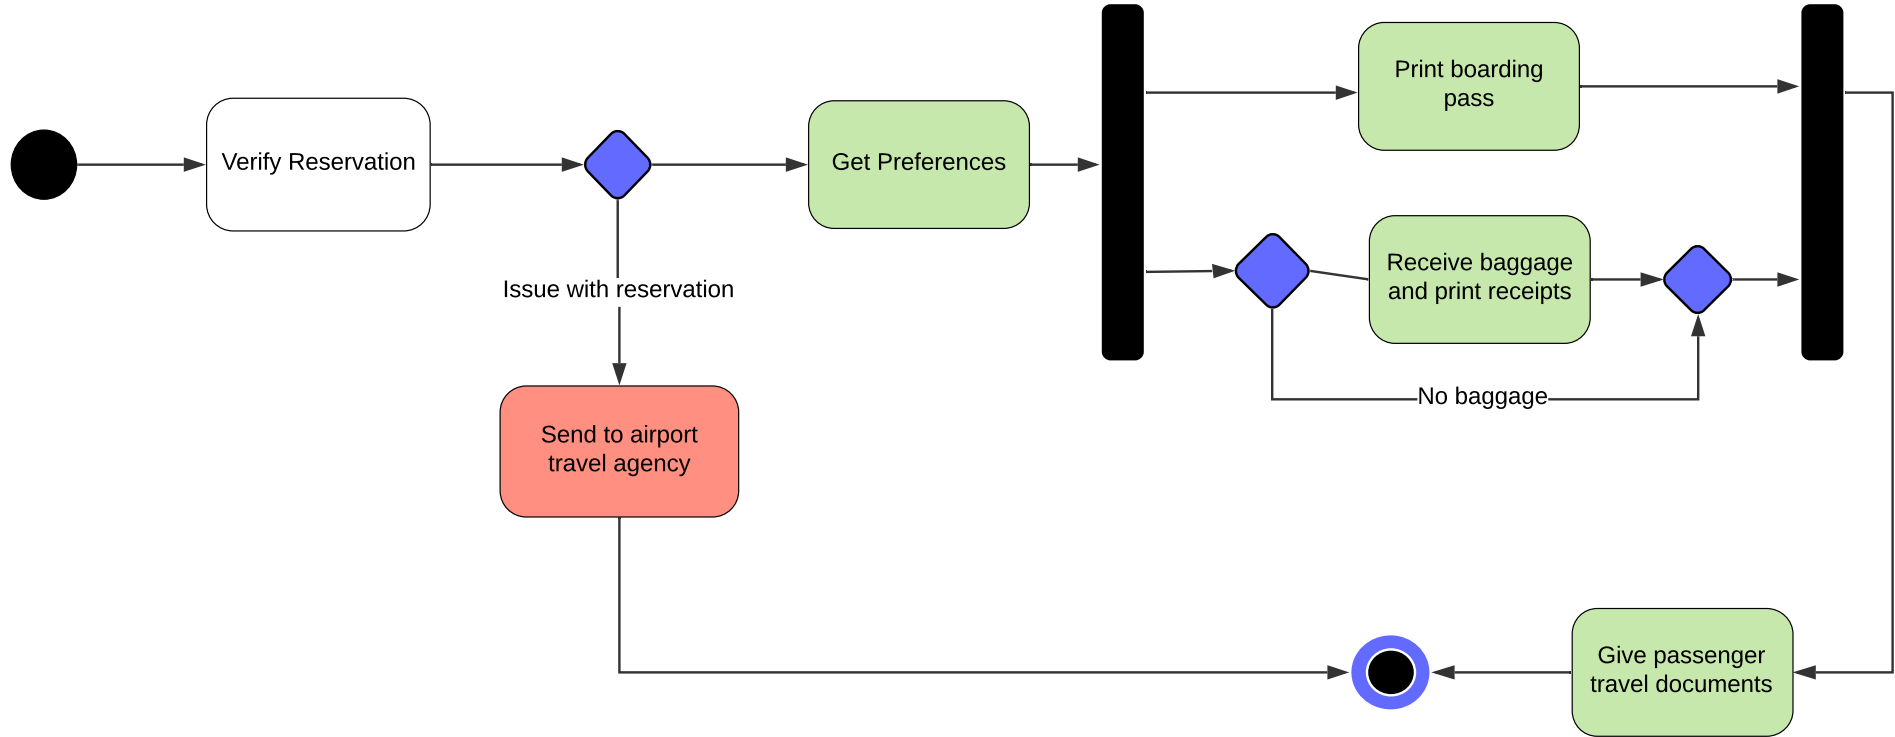 Verify Reservation
Issue with reservation
Send to airport
travel agency
Get Preferences
Print boarding
pass
Receive baggage
and print receipts
No baggage
Give passenger
travel documents